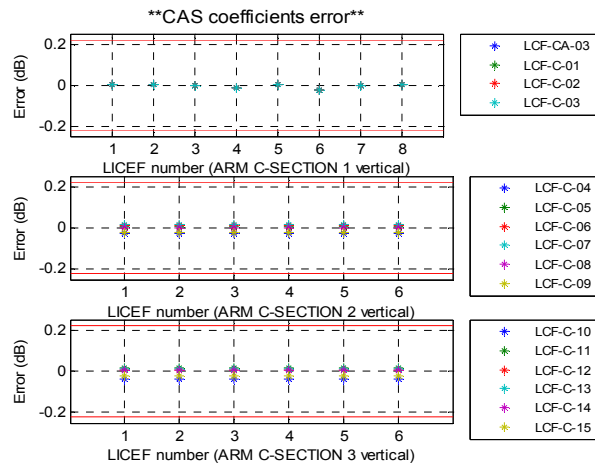 **CAS coefficients error**
Error (dB)
0.2
0
-0.2
1 2 3 4 5 6 7 8
LICEF number (ARM C-SECTION 1 vertical)
LCF-CA-03
LCF-C-01
LCF-C-02
LCF-C-03
Error (dB)
0.2
0
-0.2
1 2 3 4 5 6
LICEF number (ARM C-SECTION 2 vertical)
LCF-C-04
LCF-C-05
LCF-C-06
LCF-C-07
LCF-C-08
LCF-C-09
Error (dB)
0.2
0
-0.2
1 2 3 4 5 6
LICEF number (ARM C-SECTION 3 vertical)
LCF-C-10
LCF-C-11
LCF-C-12
LCF-C-13
LCF-C-14
LCF-C-15